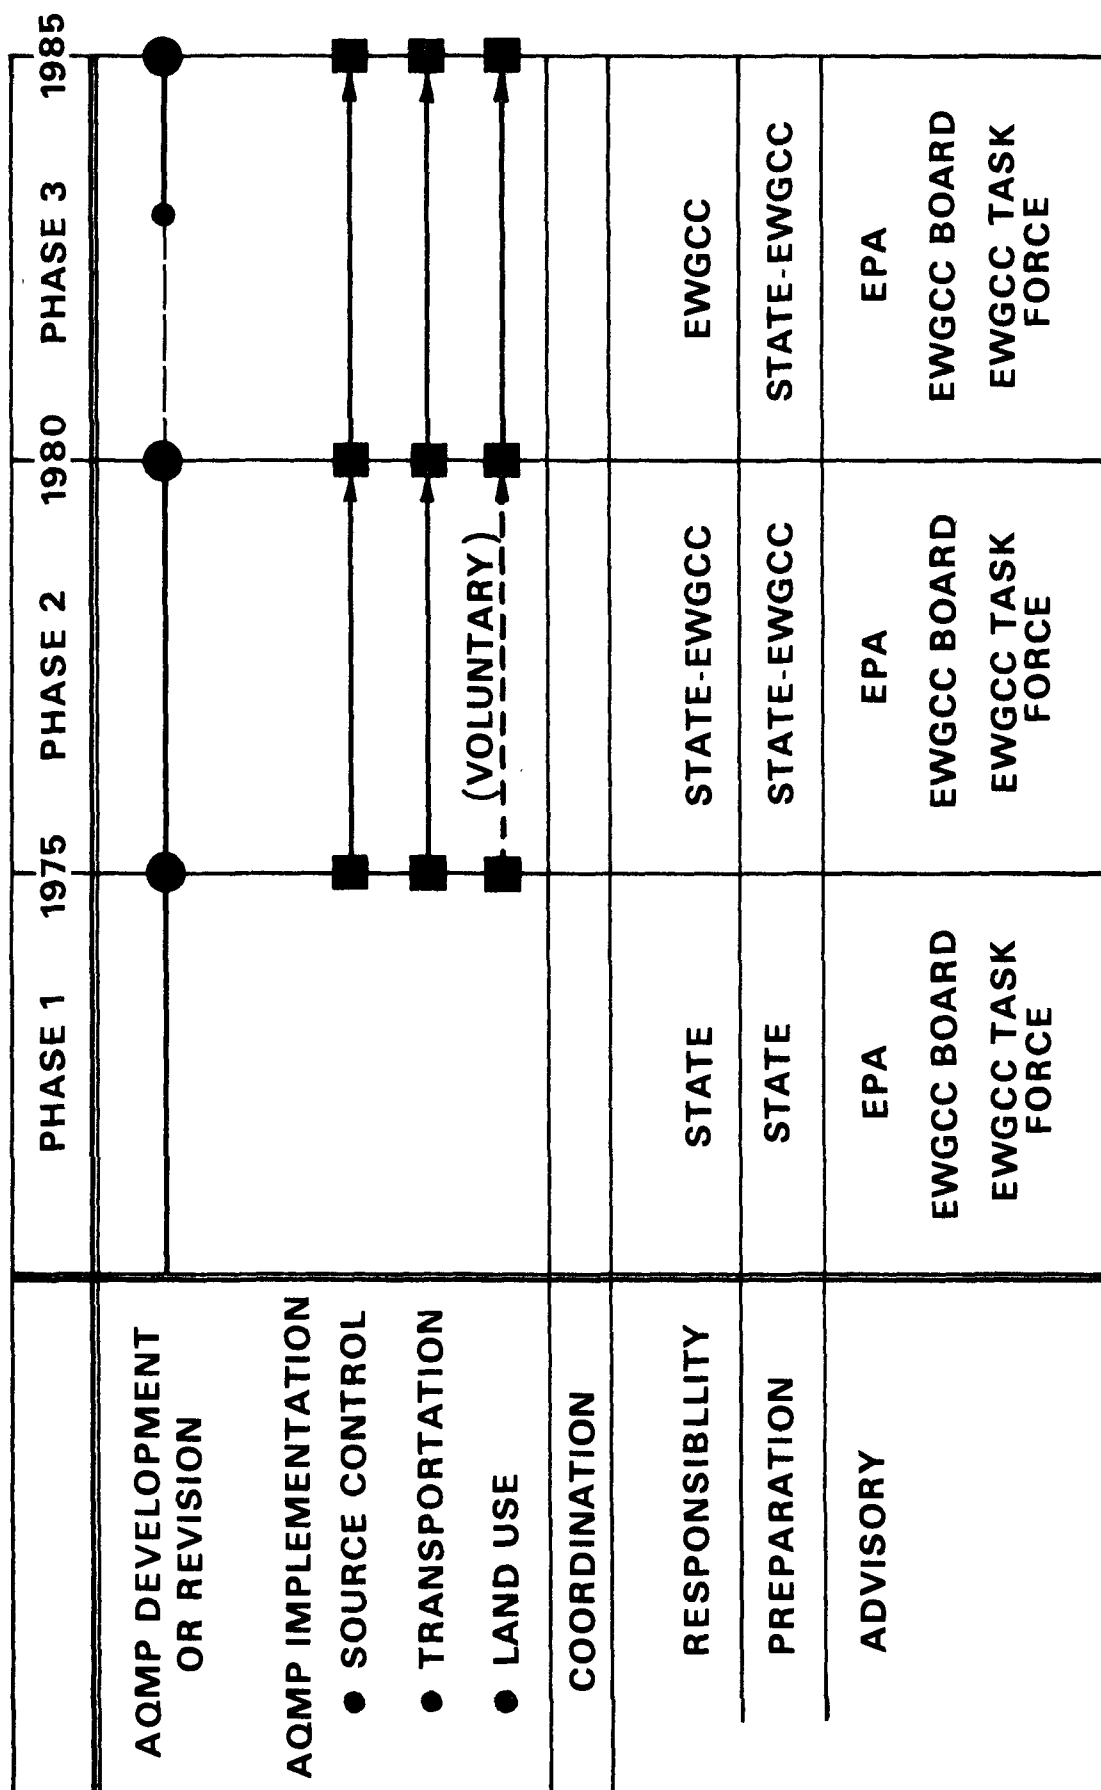 PHASE 1 1975 PHASE 2 1980 PHASE 3 1985
AQMP DEVELOPMENT
OR REVISION
AQMP IMPLEMENTATION
● SOURCE CONTROL
● TRANSPORTATION
● LAND USE
(VOLUNTARY)
COORDINATION
RESPONSIBLLITY STATE STATE-EWGCC EWGCC
PREPARATION STATE STATE-EWGCC STATE-EWGCC
ADVISORY EPA EPA EPA
EWGCC BOARD EWGCC BOARD EWGCC BOARD
EWGCC TASK EWGCC TASK EWGCC TASK
FORCE FORCE FORCE